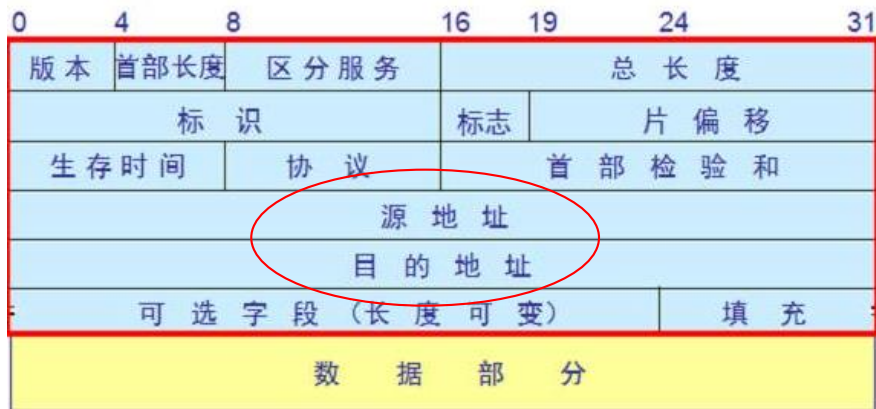 0 4 8 16 19 24 31
版本 首部长度 区分服务 总长度
标识 标志 片偏移
生存时间 协议 首部检验和
源地址
目的地址
可选字段（长度可变） 填充
数据部分